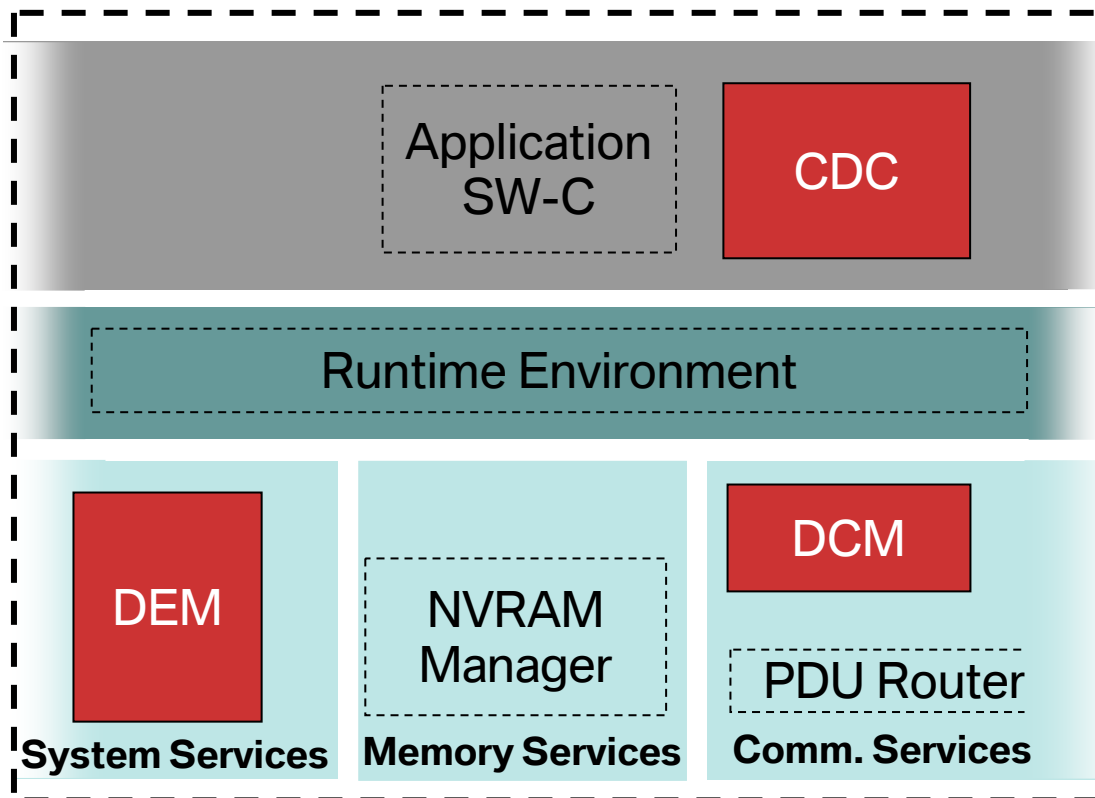 Application
SW-C
CDC
Runtime Environment
DEM
NVRAM
Manager
DCM
PDU Router
System Services
Memory Services
Comm. Services